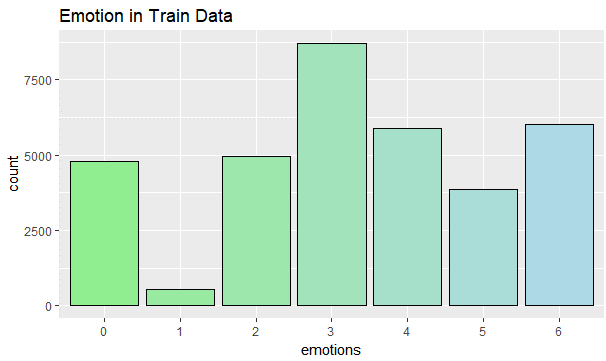 Emotion in Train Data
7500
5000
2500
0
count
0 1 2 3 4 5 6
emotions